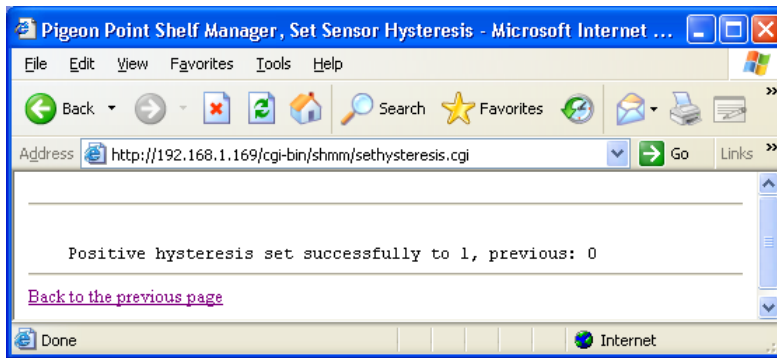 Pigeon Point Shelf Manager, Set Sensor Hysteresis - Microsoft Internet ...
File Edit View Favorites Tools Help
Back Search Favorites »
Address http://192.168.1.169/cgi-bin/shmm/sethysteresis.cgi Go Links »
Positive hysteresis set successfully to 1, previous: 0
Back to the previous page
Done Internet